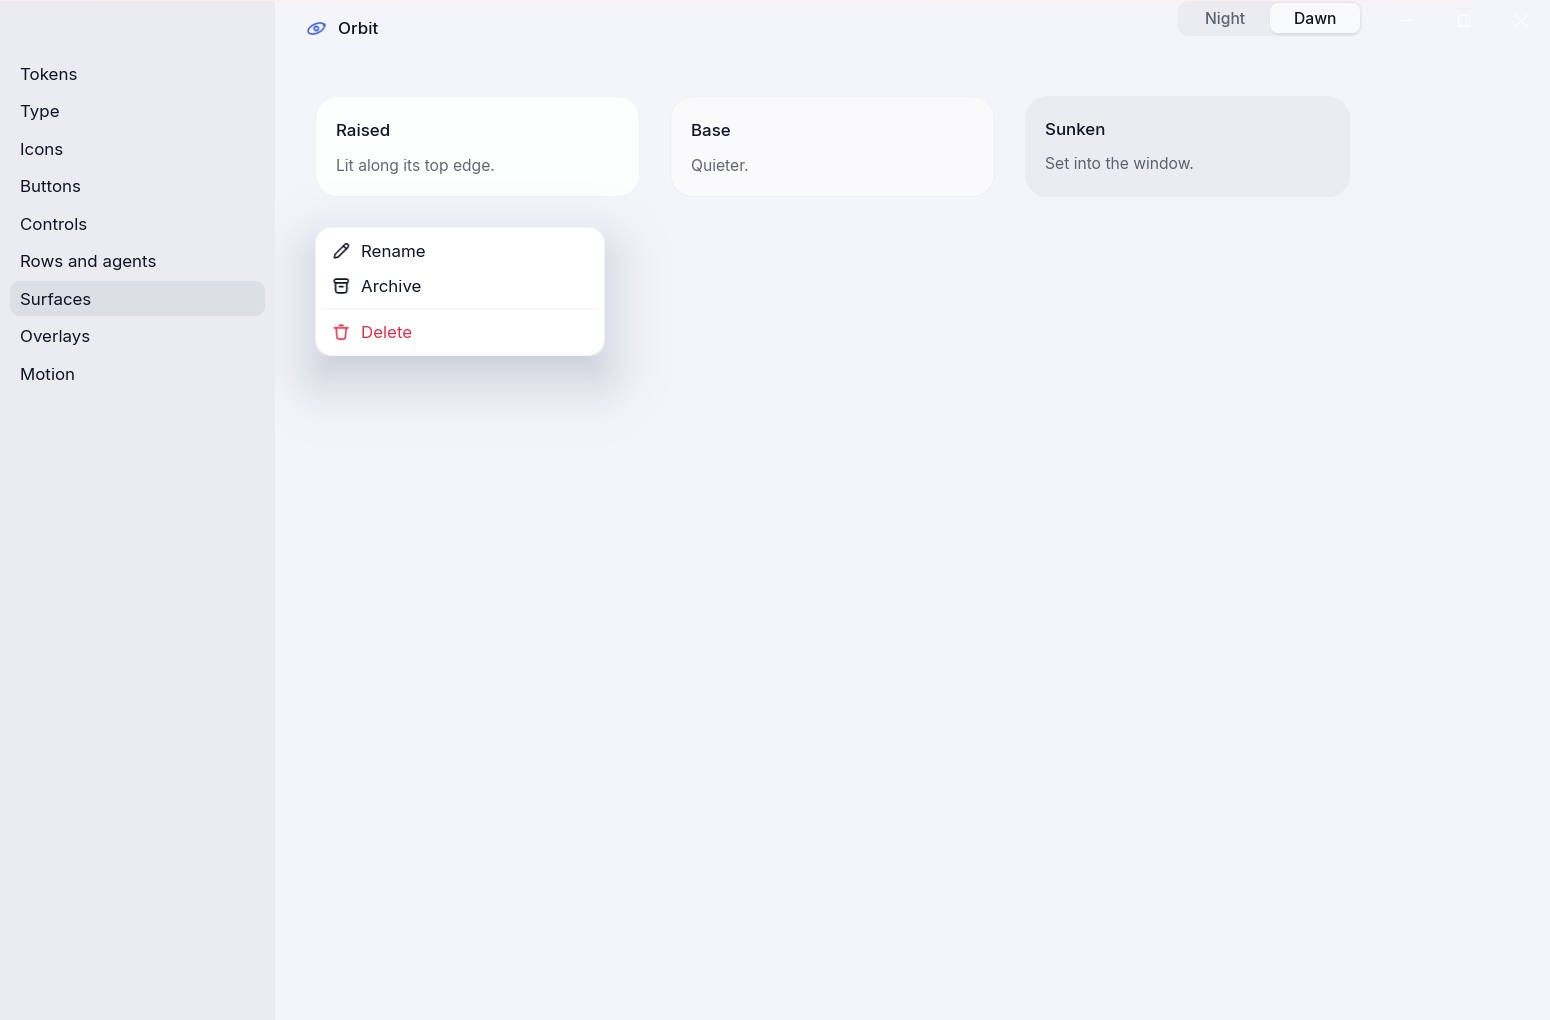 Orbit
Night
Dawn
Tokens
Type
Icons
Buttons
Controls
Rows and agents
Surfaces
Overlays
Motion
Raised
Lit along its top edge.
Base
Quieter.
Sunken
Set into the window.
Rename
Archive
Delete